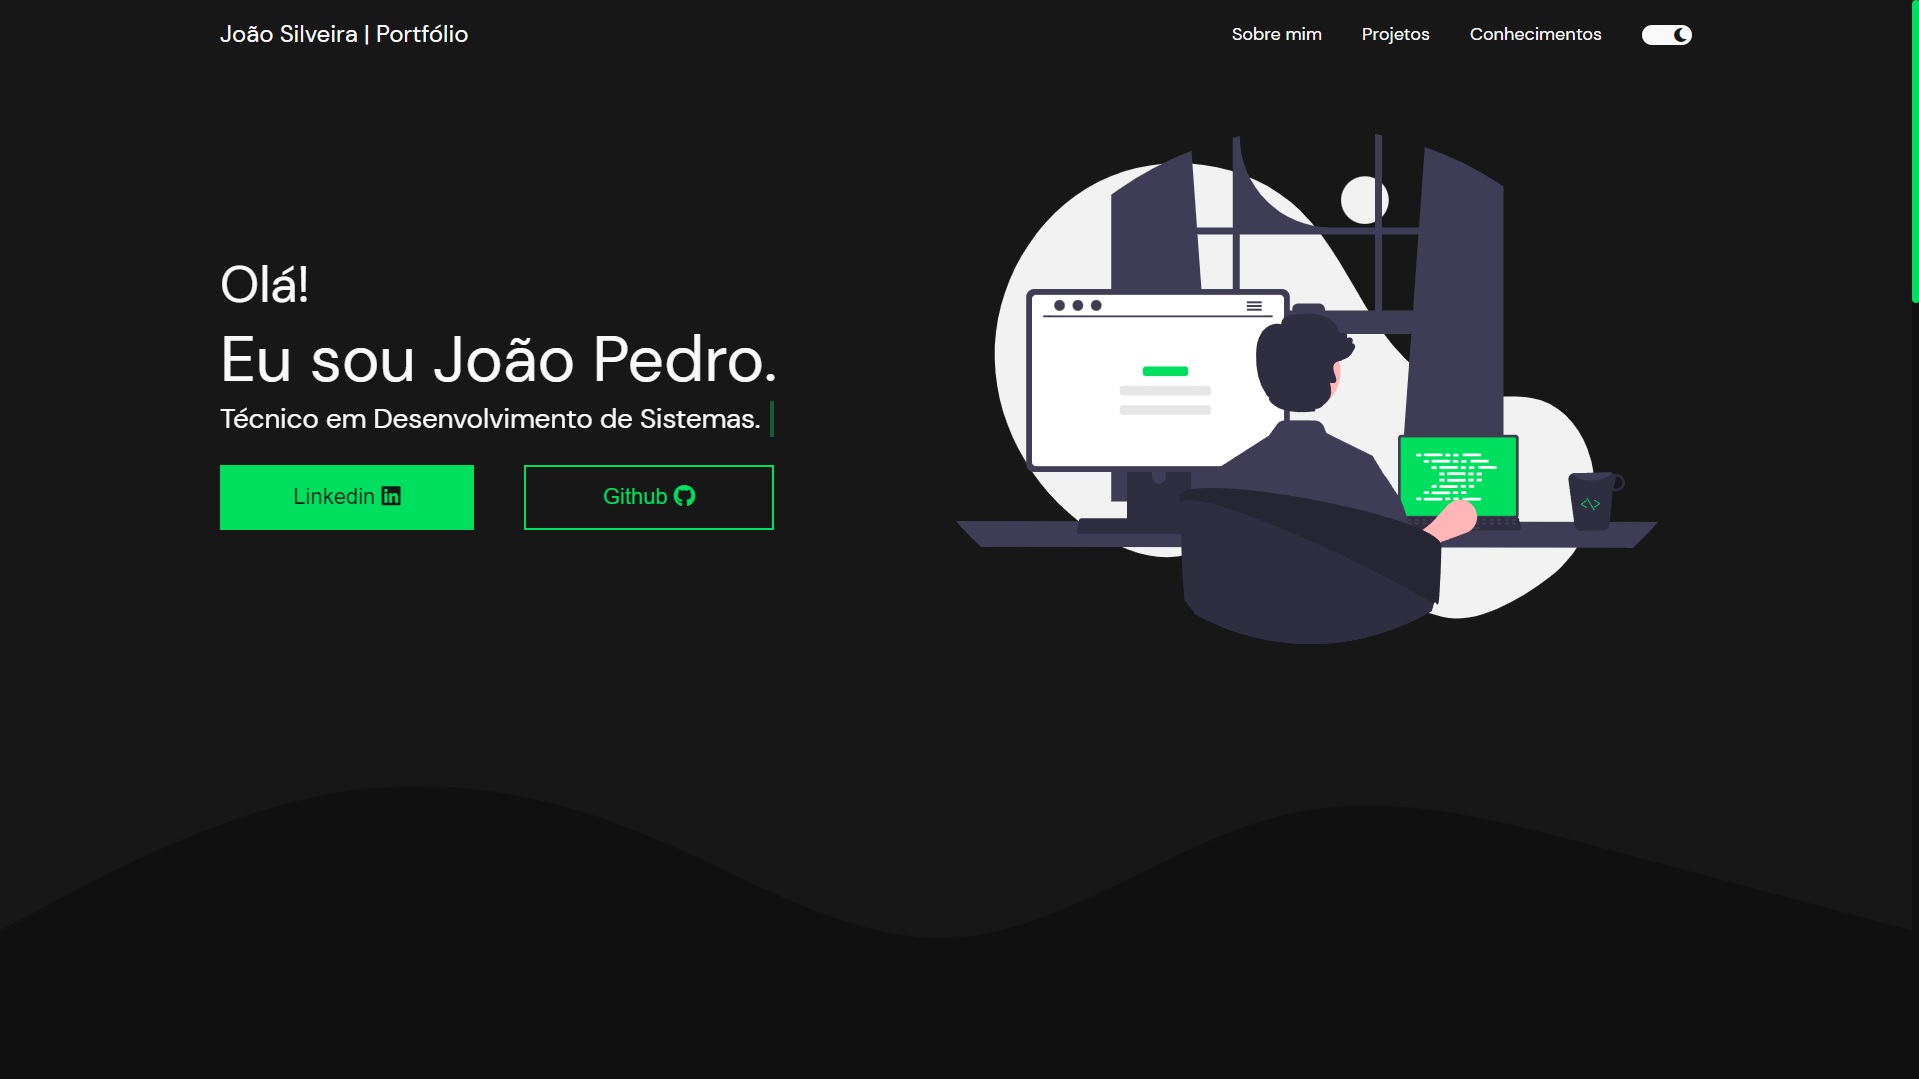 João Silveira | Portfólio
Sobre mim
Projetos
Conhecimentos
Olá!
Eu sou João Pedro.
Técnico em Desenvolvimento de Sistemas.
Linkedin
Github